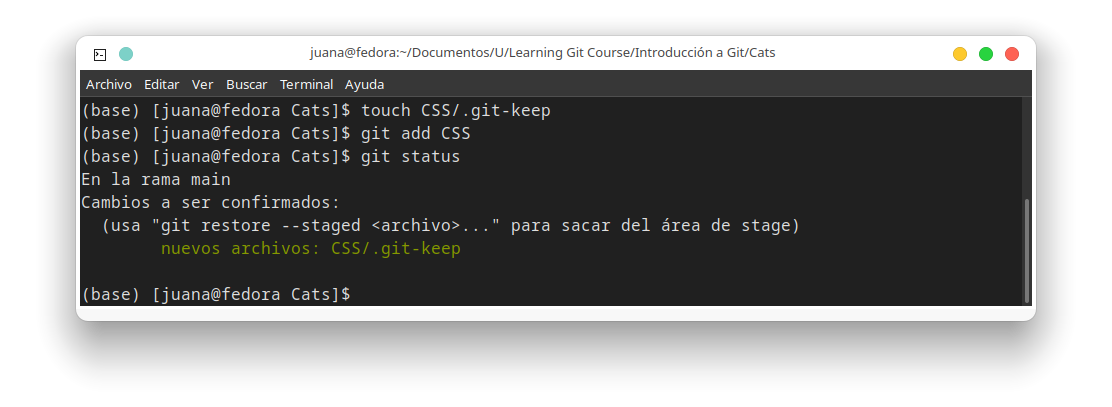 juana@fedora:~/Documentos/U/Learning Git Course/Introducción a Git/Cats
Archivo Editar Ver Buscar Terminal Ayuda
(base) [juana@fedora Cats]$ touch CSS/.git-keep
(base) [juana@fedora Cats]$ git add CSS
(base) [juana@fedora Cats]$ git status
En la rama main
Cambios a ser confirmados:
  (usa "git restore --staged <archivo>..." para sacar del área de stage)
        nuevos archivos: CSS/.git-keep
(base) [juana@fedora Cats]$